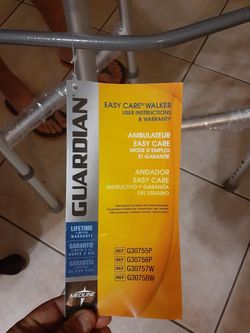 GUARDIAN
EASY CARE® WALKER
USER INSTRUCTIONS
& WARRANTY
AMBULATEUR
EASY CARE
MODE D'EMPLOI
ET GARANTIE
ANDADOR
EASY CARE
INSTRUCTIVO Y GARANTÍA
DEL USUARIO
REF G30755P
REF G30756P
REF G30757W
REF G30758W
LIFETIME
WARRANTY
GARANTIE
GARANTÍA
MEDLINE